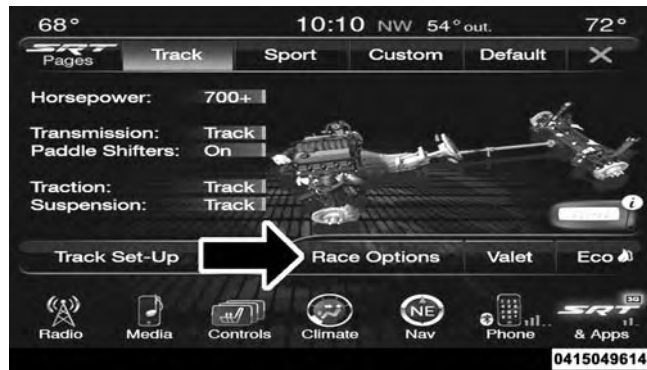 68° 10:10 NW 54° out. 72°
SRT Pages Track Sport Custom Default X
Horsepower: 700+
Transmission: Track
Paddle Shifters: On
Traction: Track
Suspension: Track
i
Track Set-Up Race Options Valet Eco
NE
3G
SRT
Radio Media Controls Climate Nav Phone & Apps
0415049614